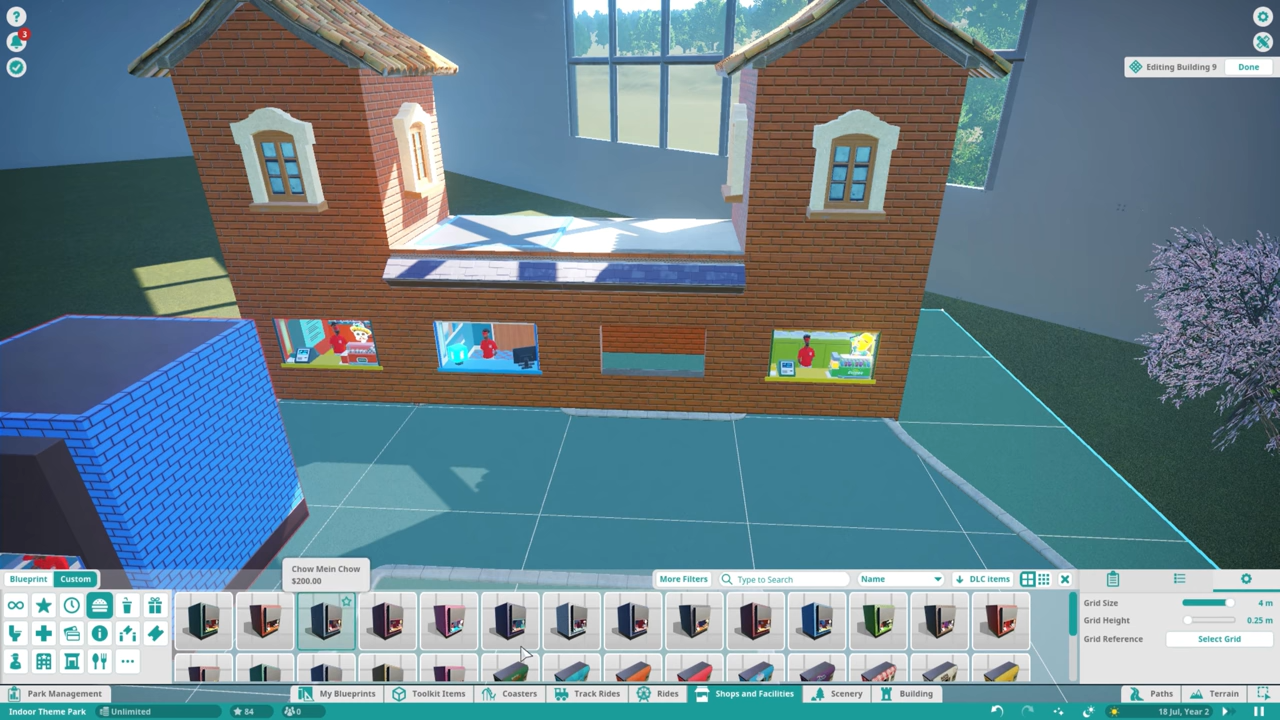 ?
3
Editing Building 9
Done
Chow Mein Chow
$200.00
Blueprint
Custom
More Filters
Type to Search
Name
DLC items
Grid Size
4 m
Grid Height
0.25 m
Grid Reference
Select Grid
Park Management
My Blueprints
Toolkit Items
Coasters
Track Rides
Rides
Shops and Facilities
Scenery
Building
Paths
Terrain
Indoor Theme Park
Unlimited
84
0
18 Jul, Year 2